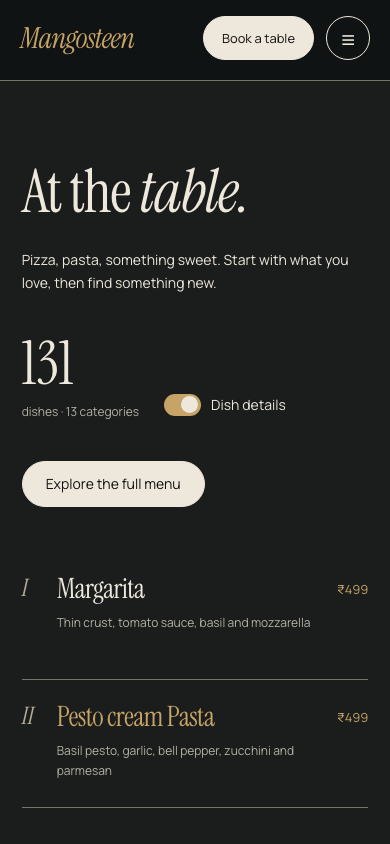 Mangosteen
Book a table
At the table.
Pizza, pasta, something sweet. Start with what you
love, then find something new.
131
dishes · 13 categories
Dish details
Explore the full menu
I
Margarita
₹499
Thin crust, tomato sauce, basil and mozzarella
II
Pesto cream Pasta
₹499
Basil pesto, garlic, bell pepper, zucchini and
parmesan